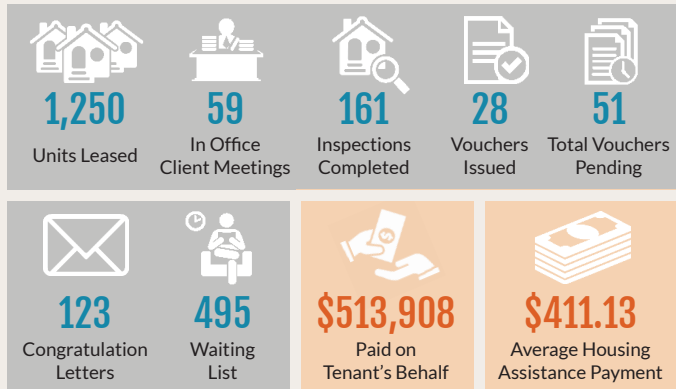 1,250
Units Leased
59
In Office
Client Meetings
161
Inspections
Completed
28
Vouchers
Issued
51
Total Vouchers
Pending
123
Congratulation
Letters
495
Waiting
List
$513,908
Paid on
Tenant's Behalf
$411.13
Average Housing
Assistance Payment